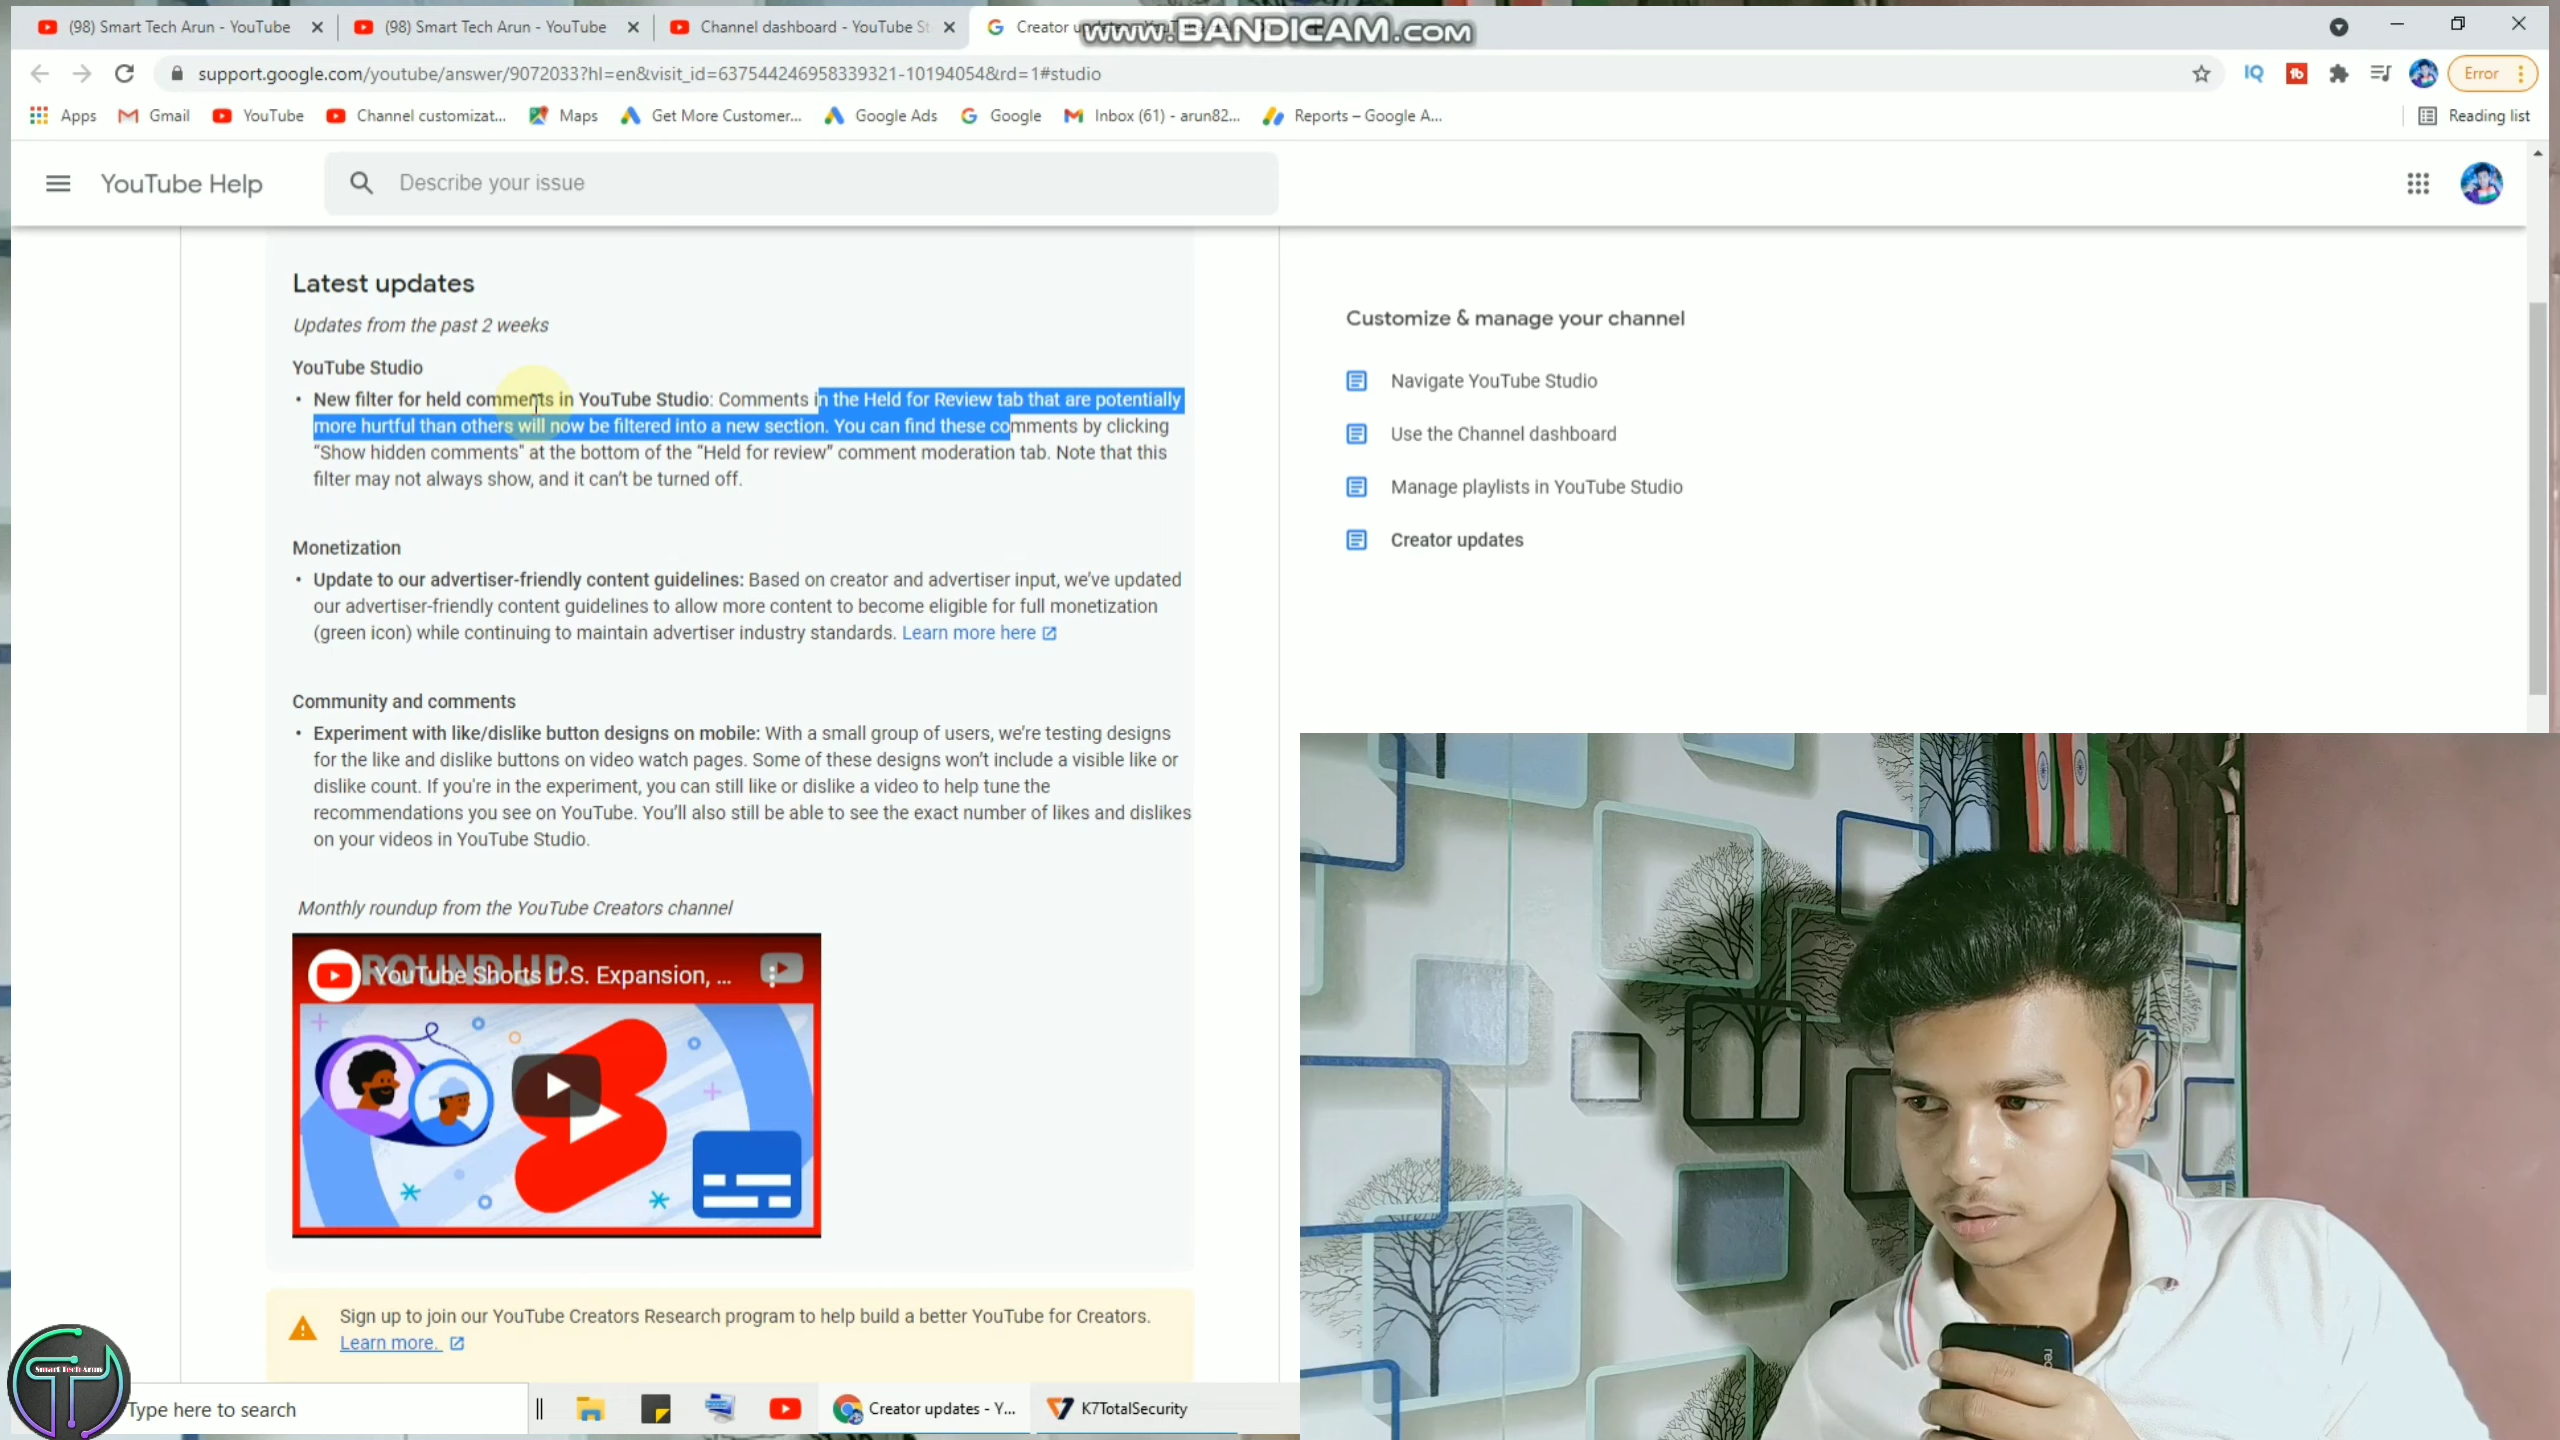 (98) Smart Tech Arun - YouTube
(98) Smart Tech Arun - YouTube
Channel dashboard - YouTube St
Creator
www.BANDICAM.com
support.google.com/youtube/answer/9072033?hl=en&visit_id=637544246958339321-10194054&rd=1#studio
IQ
Error
Apps
Gmail
YouTube
Channel customizat...
Maps
Get More Customer...
Google Ads
Google
Inbox (61) - arun82...
Reports – Google A...
Reading list
YouTube Help
Describe your issue
Latest updates
Updates from the past 2 weeks
YouTube Studio
• New filter for held comments in YouTube Studio: Comments in the Held for Review tab that are potentially
more hurtful than others will now be filtered into a new section. You can find these comments by clicking
“Show hidden comments" at the bottom of the “Held for review” comment moderation tab. Note that this
filter may not always show, and it can’t be turned off.
Monetization
• Update to our advertiser-friendly content guidelines: Based on creator and advertiser input, we’ve updated
our advertiser-friendly content guidelines to allow more content to become eligible for full monetization
(green icon) while continuing to maintain advertiser industry standards. Learn more here
Community and comments
• Experiment with like/dislike button designs on mobile: With a small group of users, we’re testing designs
for the like and dislike buttons on video watch pages. Some of these designs won’t include a visible like or
dislike count. If you're in the experiment, you can still like or dislike a video to help tune the
recommendations you see on YouTube. You’ll also still be able to see the exact number of likes and dislikes
on your videos in YouTube Studio.
Monthly roundup from the YouTube Creators channel
ROUND UP
YouTube Shorts U.S. Expansion, ...
Sign up to join our YouTube Creators Research program to help build a better YouTube for Creators.
Learn more.
Customize & manage your channel
Navigate YouTube Studio
Use the Channel dashboard
Manage playlists in YouTube Studio
Creator updates
Smart Tech Arun
Type here to search
Creator updates - Y...
K7TotalSecurity